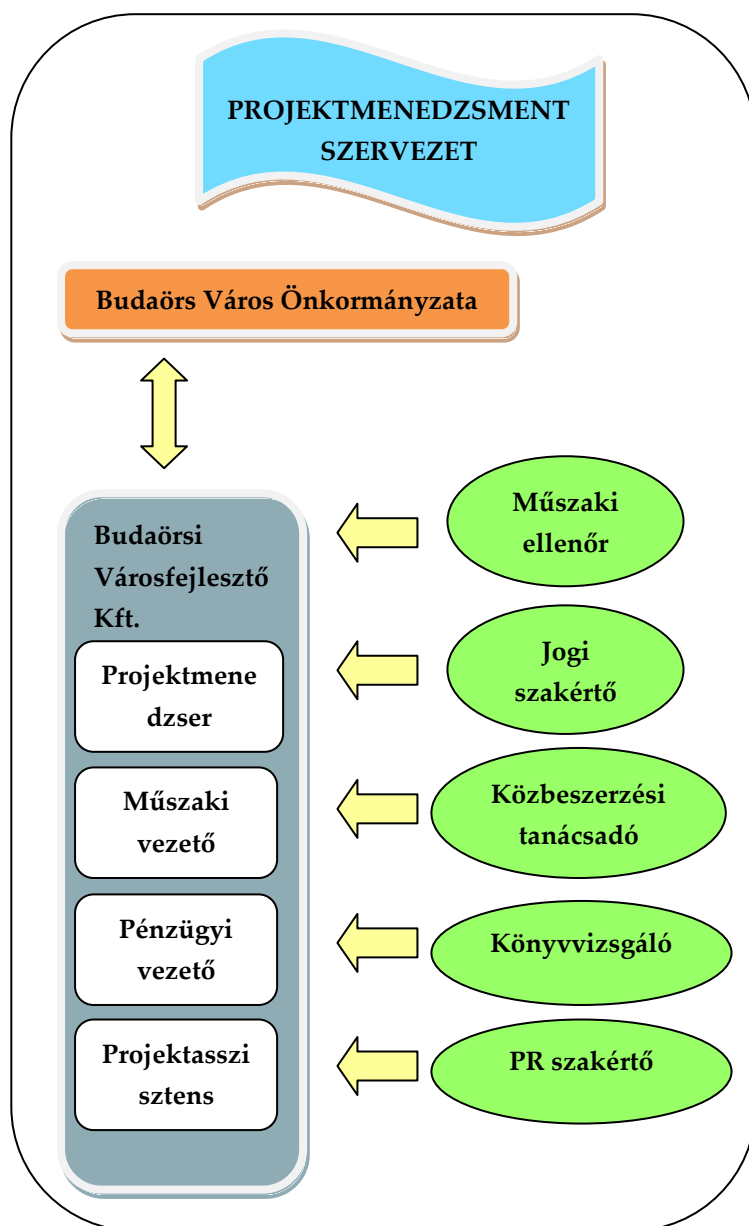 PROJEKTMENEDZSMENT
SZERVEZET
Budaörs Város Önkormányzata
Budaörsi
Városfejlesztő
Kft.
Projektmene
dzser
Műszaki
vezető
Pénzügyi
vezető
Projektasszi
sztens
Műszaki
ellenőr
Jogi
szakértő
Közbeszerzési
tanácsadó
Könyvvizsgáló
PR szakértő